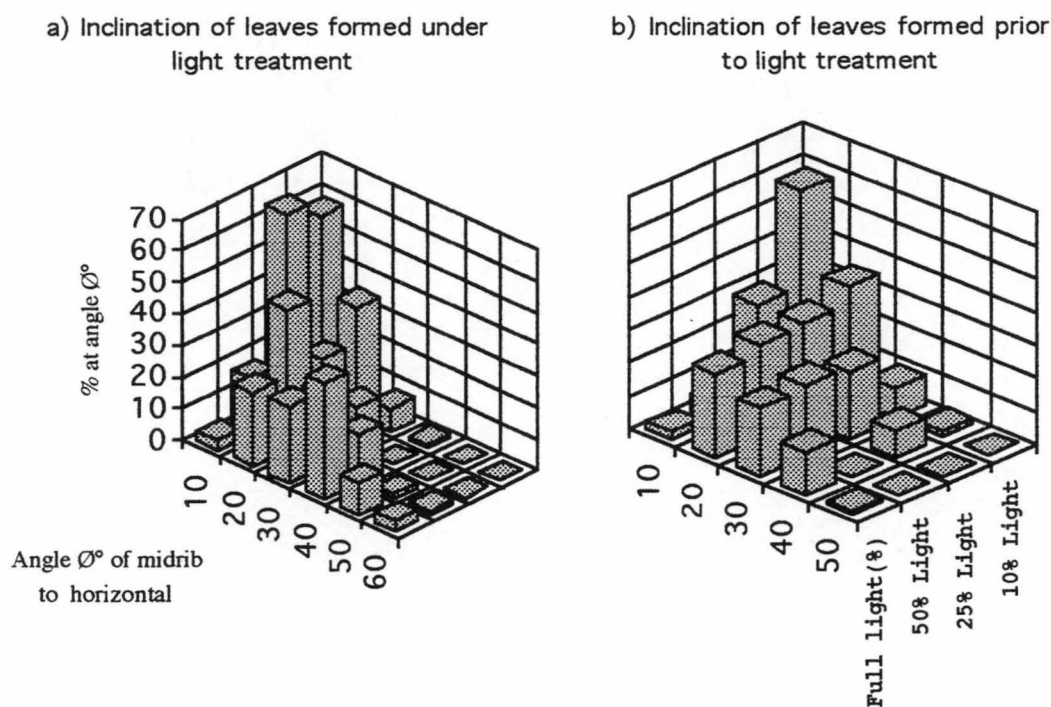 a) Inclination of leaves formed under
light treatment
b) Inclination of leaves formed prior
to light treatment
% at angle Ø°
70
60
50
40
30
20
10
0
10
20
30
40
50
60
Angle Ø° of midrib
to horizontal
10
20
30
40
50
Full light(%)
50% Light
25% Light
10% Light